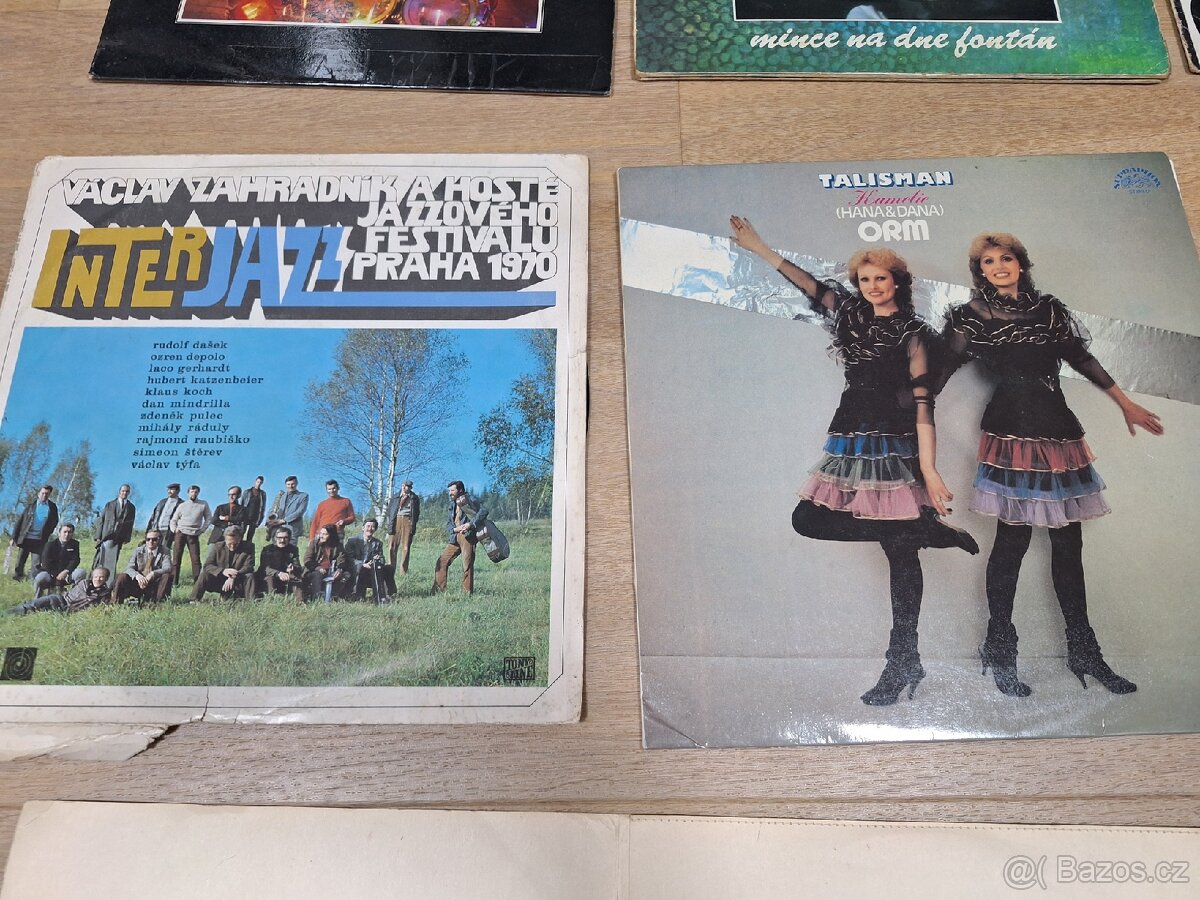 mince na dne fontán
VÁCLAV ZAHRADNÍK A HOSTÉ
JAZZOVÉHO
FESTIVALU
PRAHA 1970
INTERJAZZ
rudolf dašek
ozren depolo
laco gerhardt
hubert katzenbeier
klaus koch
dan mindrilla
zdeněk pulec
mihály ráduly
rajmond raubiško
simeon štěrev
václav týfa
TALISMAN
Kamelie
(HANA & DANA)
ORM
SUPRAPHON
STEREO
@( Bazos.cz